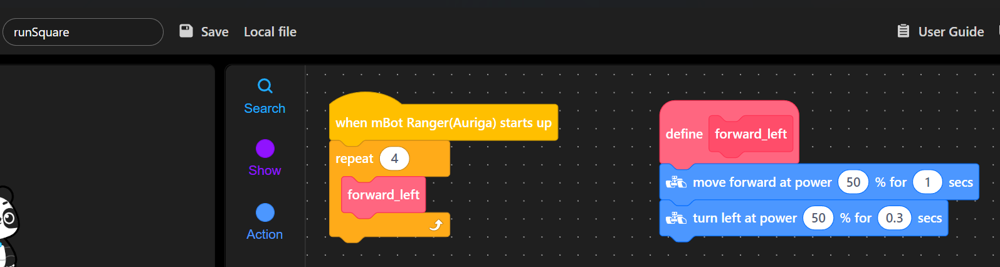 runSquare
Save
Local file
User Guide
Search
Show
Action
when mBot Ranger(Auriga) starts up
repeat 4
forward_left
define forward_left
move forward at power 50 % for 1 secs
turn left at power 50 % for 0.3 secs